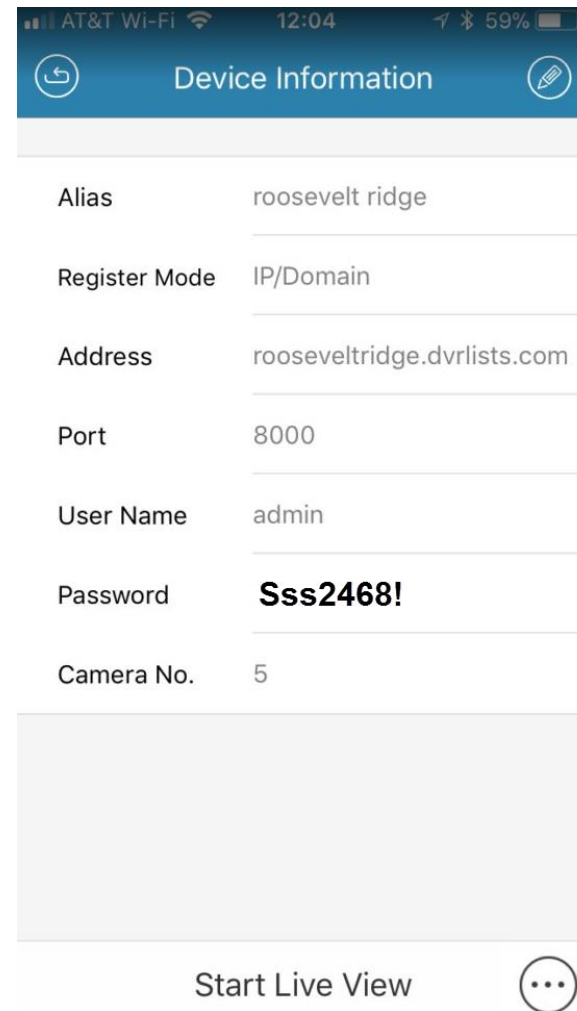 AT&T Wi-Fi 12:04 59%
Device Information
Alias roosevelt ridge
Register Mode IP/Domain
Address rooseveltridge.dvrlists.com
Port 8000
User Name admin
Password Sss2468!
Camera No. 5
Start Live View